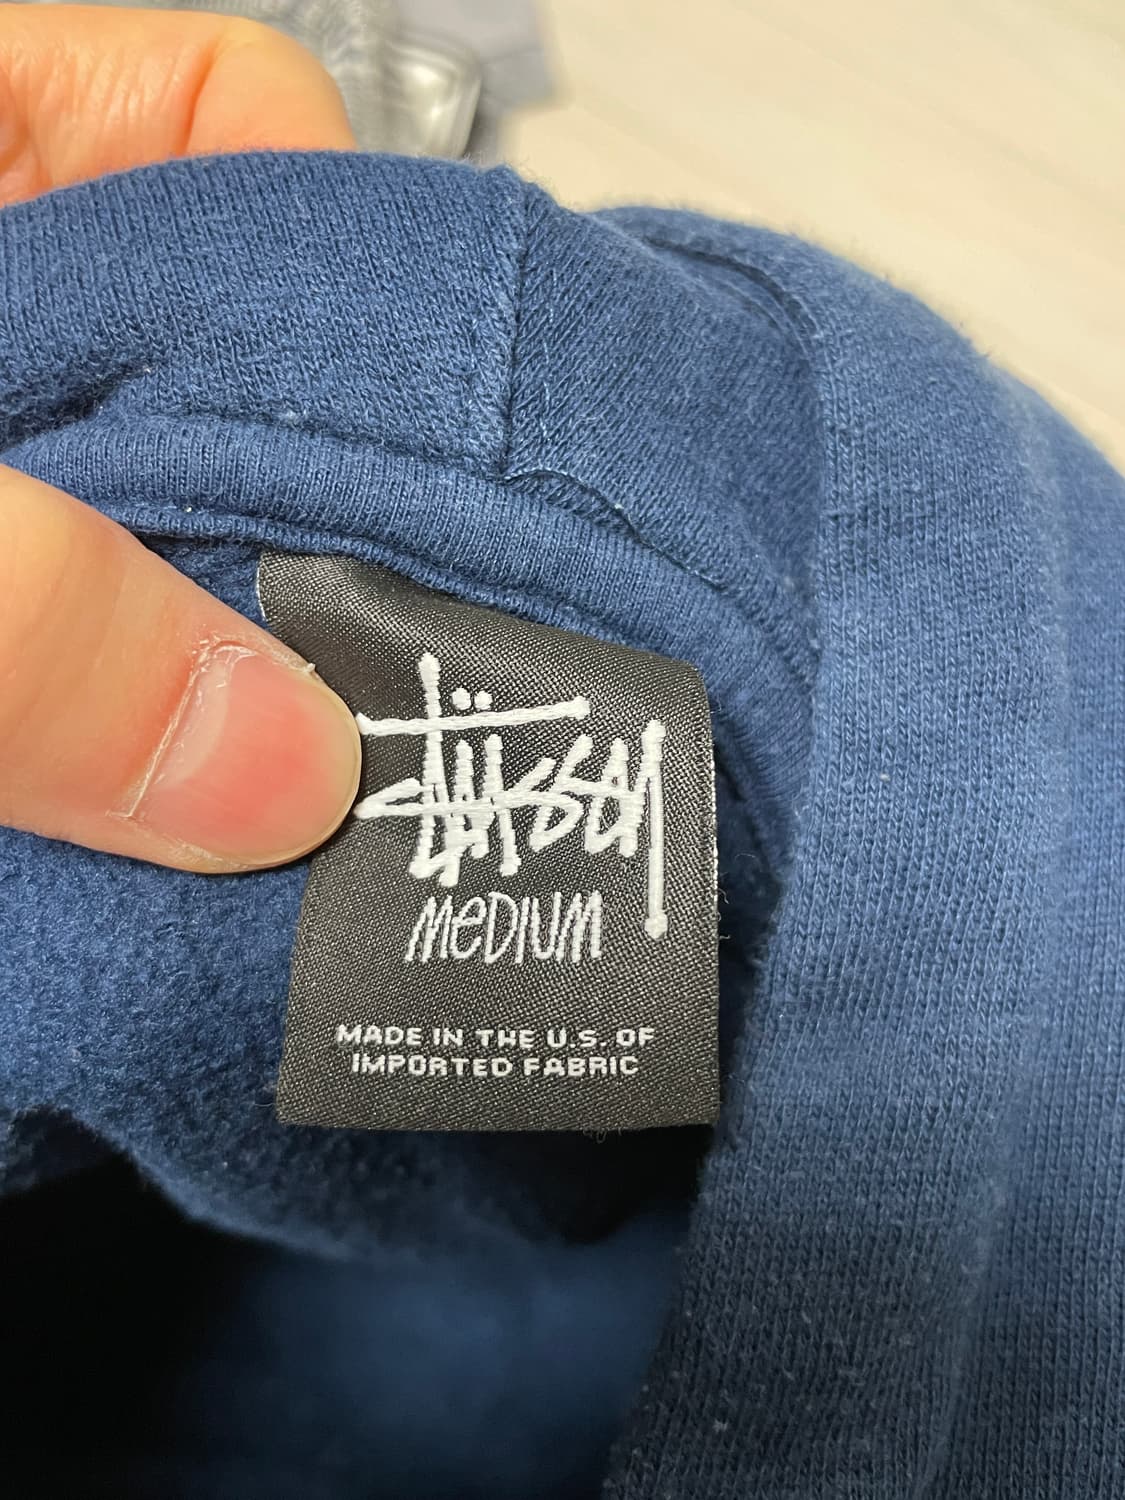 Stüssy
MEDIUM
MADE IN THE U.S. OF
IMPORTED FABRIC